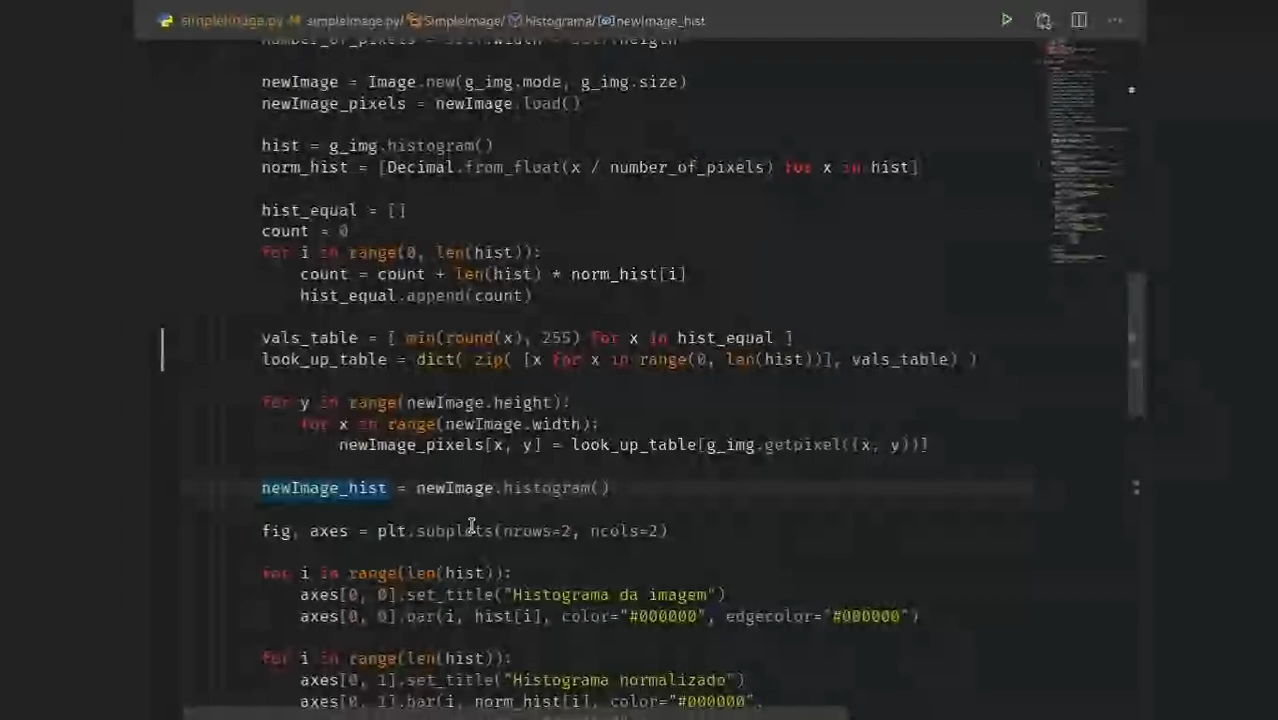 simpleImage.py M simpleImage.py/ SimpleImage/ histograma/ newImage_hist
newImage = Image.new(g_img.mode, g_img.size)
newImage_pixels = newImage.load()
hist = g_img.histogram()
norm_hist = [Decimal.from_float(x / number_of_pixels) for x in hist]
hist_equal = []
count = 0
for i in range(0, len(hist)):
count = count + len(hist) * norm_hist[i]
hist_equal.append(count)
vals_table = [ min(round(x), 255) for x in hist_equal ]
look_up_table = dict( zip( [x for x in range(0, len(hist))], vals_table) )
for y in range(newImage.height):
for x in range(newImage.width):
newImage_pixels[x, y] = look_up_table[g_img.getpixel((x, y))]
newImage_hist = newImage.histogram()
fig, axes = plt.subplots(nrows=2, ncols=2)
for i in range(len(hist)):
axes[0, 0].set_title("Histograma da imagem")
axes[0, 0].bar(i, hist[i], color="#000000", edgecolor="#000000")
for i in range(len(hist)):
axes[0, 1].set_title("Histograma normalizado")
axes[0, 1].bar(i, norm_hist[i], color="#000000",